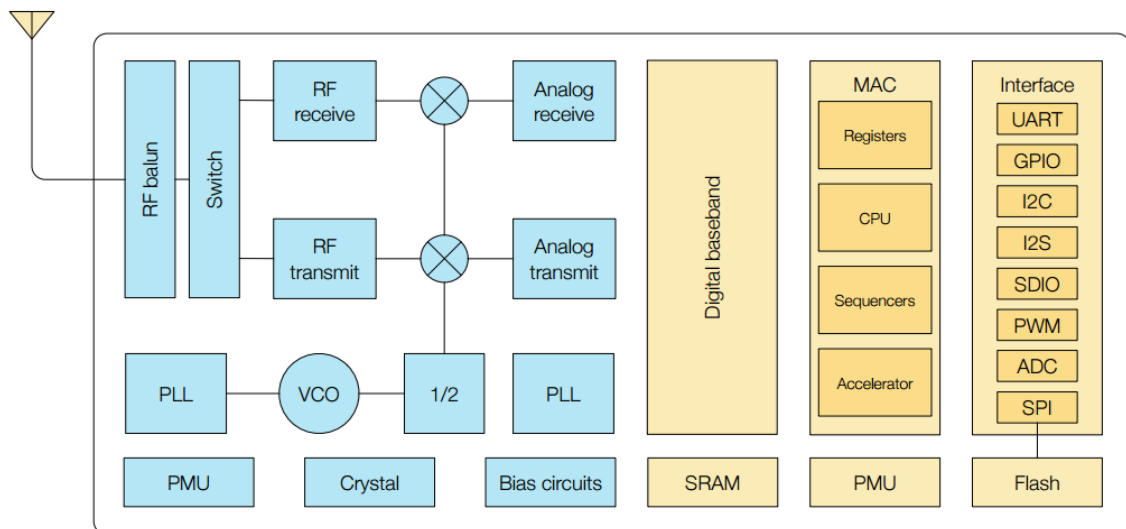 RF balun
Switch
RF
receive
Analog
receive
RF
transmit
Analog
transmit
PLL
VCO
1/2
PLL
PMU
Crystal
Bias circuits
Digital baseband
SRAM
MAC
Registers
CPU
Sequencers
Accelerator
PMU
Interface
UART
GPIO
I2C
I2S
SDIO
PWM
ADC
SPI
Flash